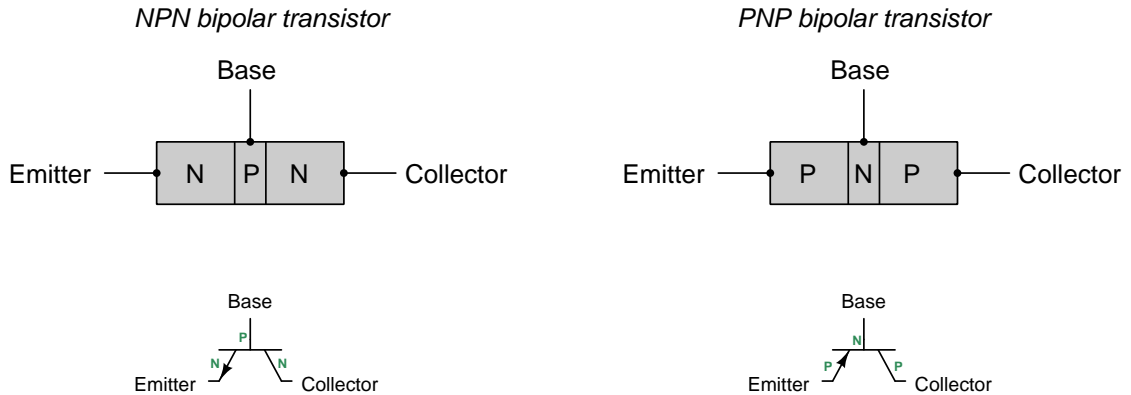 NPN bipolar transistor
Base
Emitter N P N Collector
Base
P
N N
Emitter Collector
PNP bipolar transistor
Base
Emitter P N P Collector
Base
N
P P
Emitter Collector